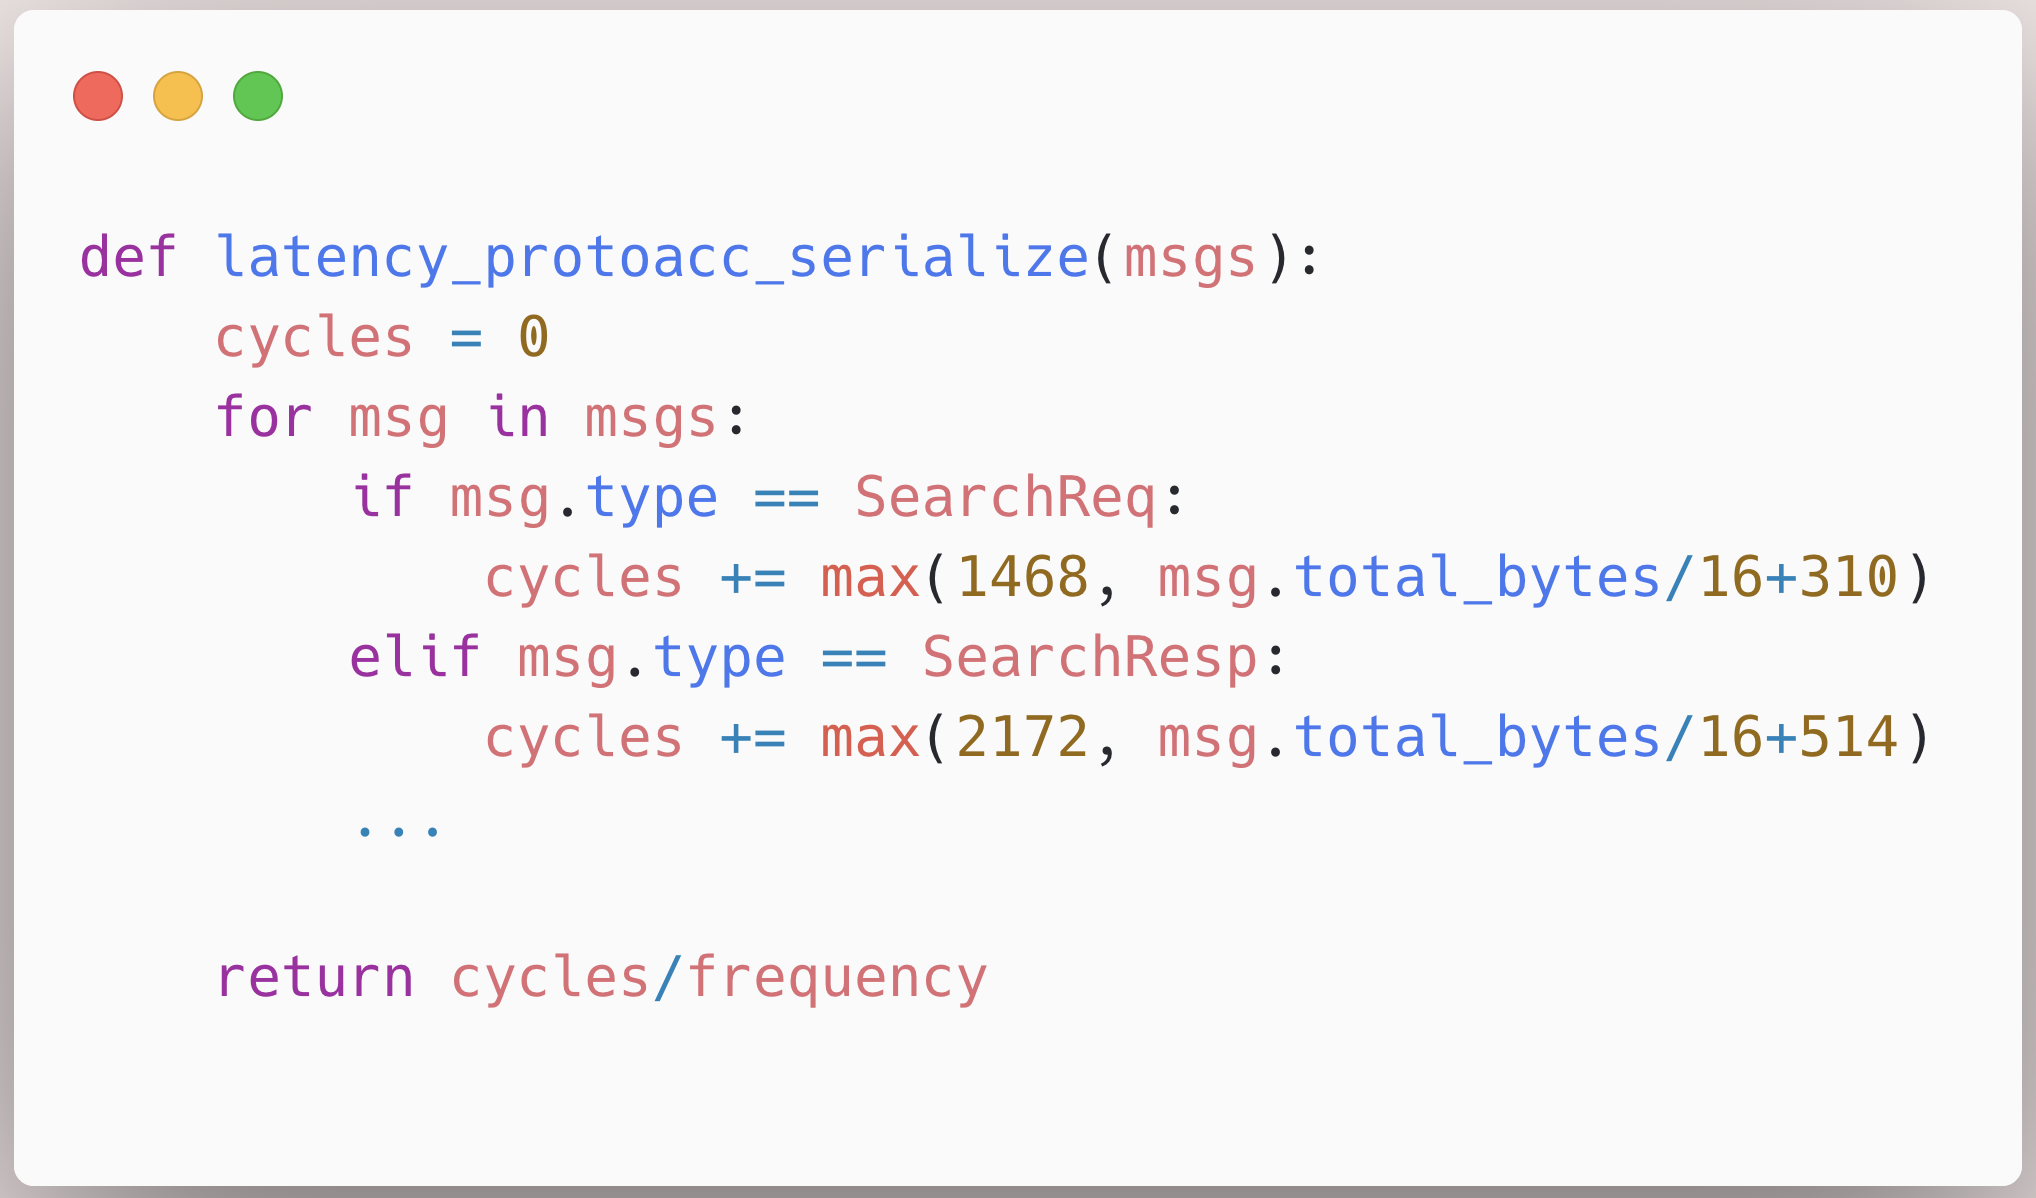 def latency_protoacc_serialize(msgs):
    cycles = 0
    for msg in msgs:
        if msg.type == SearchReq:
            cycles += max(1468, msg.total_bytes/16+310)
        elif msg.type == SearchResp:
            cycles += max(2172, msg.total_bytes/16+514)
        ...
    return cycles/frequency